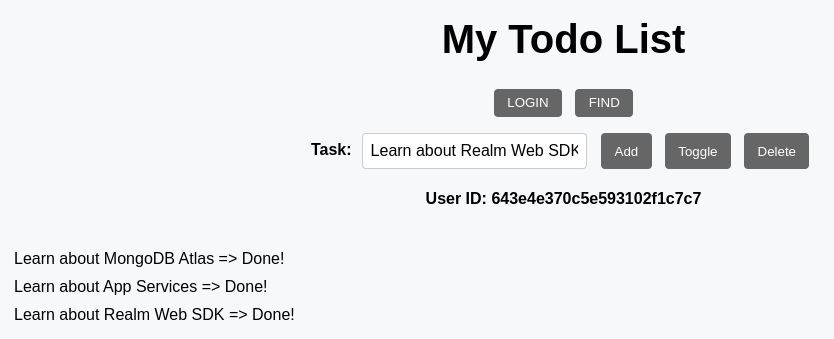 My Todo List
LOGIN FIND
Task: Learn about Realm Web SDK Add Toggle Delete
User ID: 643e4e370c5e593102f1c7c7
Learn about MongoDB Atlas => Done!
Learn about App Services => Done!
Learn about Realm Web SDK => Done!